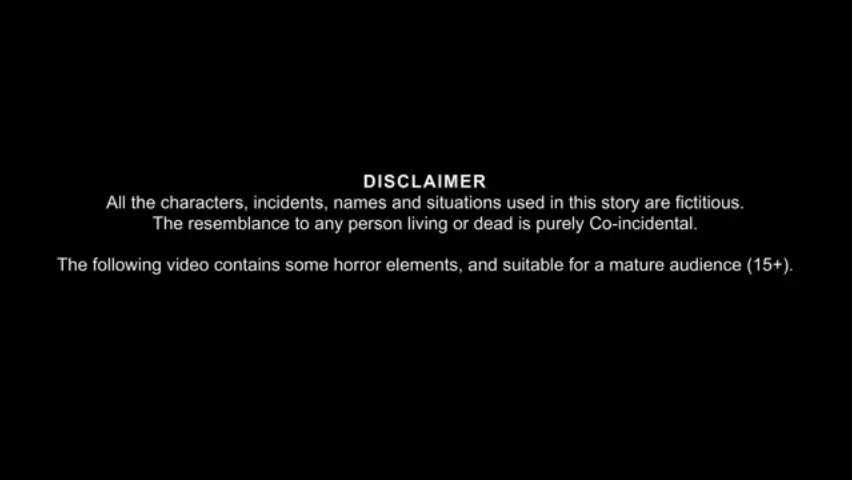 DISCLAIMER
All the characters, incidents, names and situations used in this story are fictitious.
The resemblance to any person living or dead is purely Co-incidental.
The following video contains some horror elements, and suitable for a mature audience (15+).